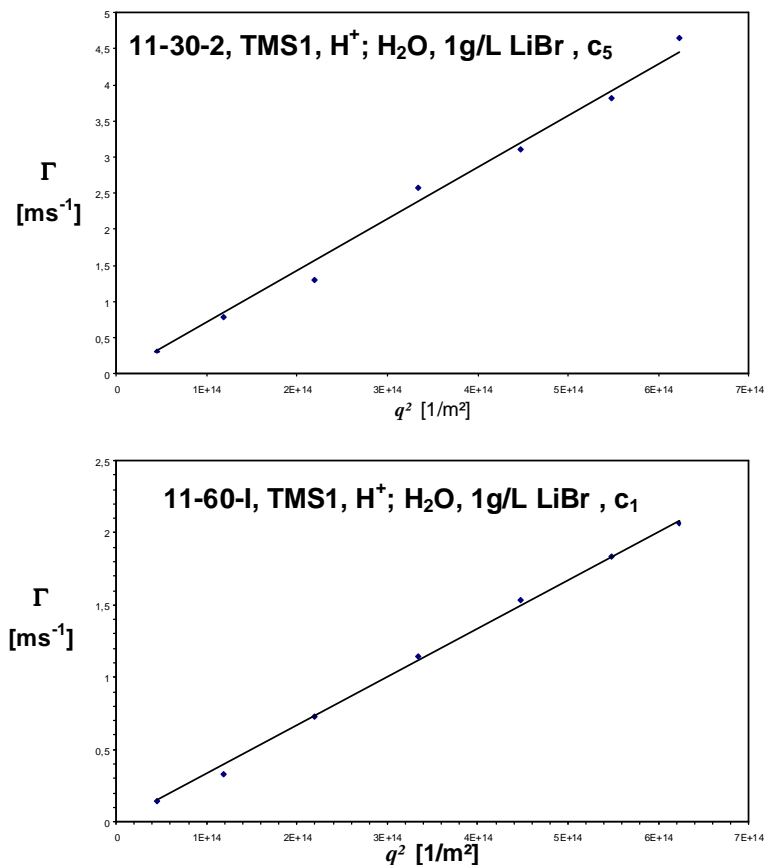 5
11-30-2, TMS1, H⁺; H₂O, 1g/L LiBr , c₅
4,5
4
3,5
3
Γ
[ms⁻¹]
2,5
2
1,5
1
0,5
0
0 1E+14 2E+14 3E+14 4E+14 5E+14 6E+14 7E+14
q² [1/m²]
2,5
11-60-I, TMS1, H⁺; H₂O, 1g/L LiBr , c₁
2
Γ
[ms⁻¹]
1,5
1
0,5
0
0 1E+14 2E+14 3E+14 4E+14 5E+14 6E+14 7E+14
q² [1/m²]